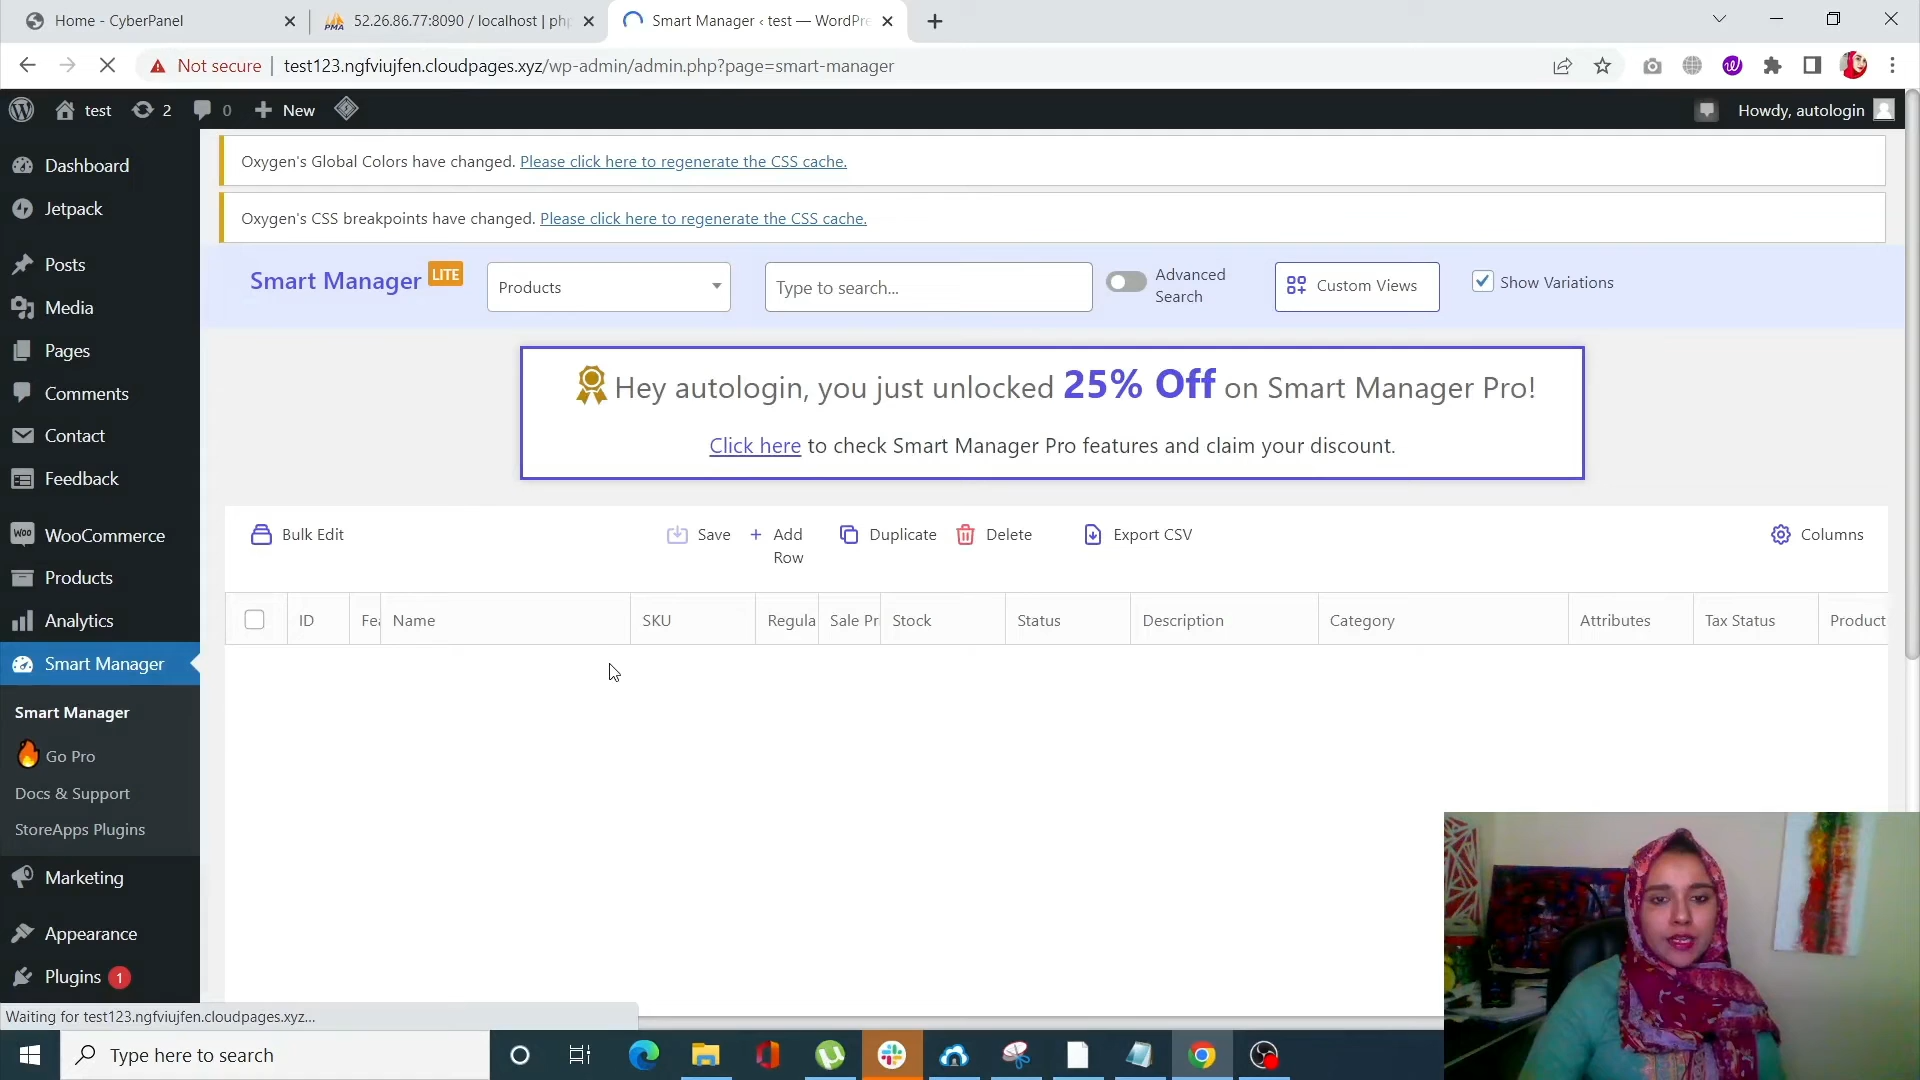 Home - CyberPanel
52.26.86.77:8090 / localhost | php
Smart Manager ‹ test — WordPre
Not secure
test123.ngfviujfen.cloudpages.xyz/wp-admin/admin.php?page=smart-manager
test
2
0
New
Howdy, autologin
Dashboard
Jetpack
Posts
Media
Pages
Comments
Contact
Feedback
WooCommerce
Products
Analytics
Smart Manager
Smart Manager
Go Pro
Docs & Support
StoreApps Plugins
Marketing
Appearance
Plugins 1
Oxygen's Global Colors have changed. Please click here to regenerate the CSS cache.
Oxygen's CSS breakpoints have changed. Please click here to regenerate the CSS cache.
Smart Manager LITE
Products
Type to search...
Advanced
Search
Custom Views
Show Variations
Hey autologin, you just unlocked 25% Off on Smart Manager Pro!
Click here to check Smart Manager Pro features and claim your discount.
Bulk Edit
Save
Add
Row
Duplicate
Delete
Export CSV
Columns
ID
Fea
Name
SKU
Regula
Sale Pr
Stock
Status
Description
Category
Attributes
Tax Status
Product
Waiting for test123.ngfviujfen.cloudpages.xyz...
Type here to search